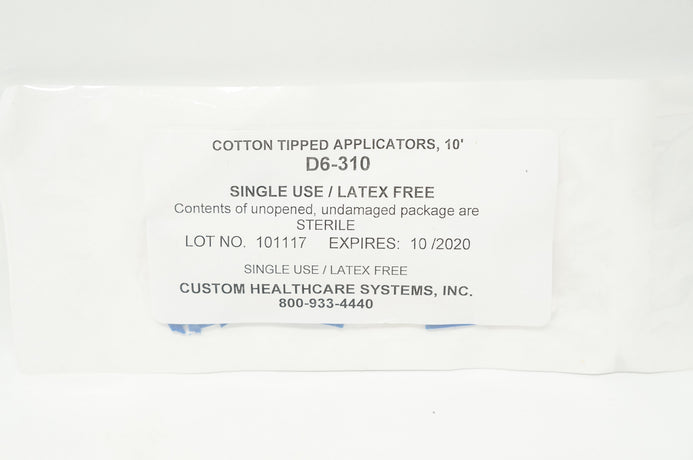 COTTON TIPPED APPLICATORS, 10'
D6-310
SINGLE USE / LATEX FREE
Contents of unopened, undamaged package are
STERILE
LOT NO. 101117 EXPIRES: 10 /2020
SINGLE USE / LATEX FREE
CUSTOM HEALTHCARE SYSTEMS, INC.
800-933-4440